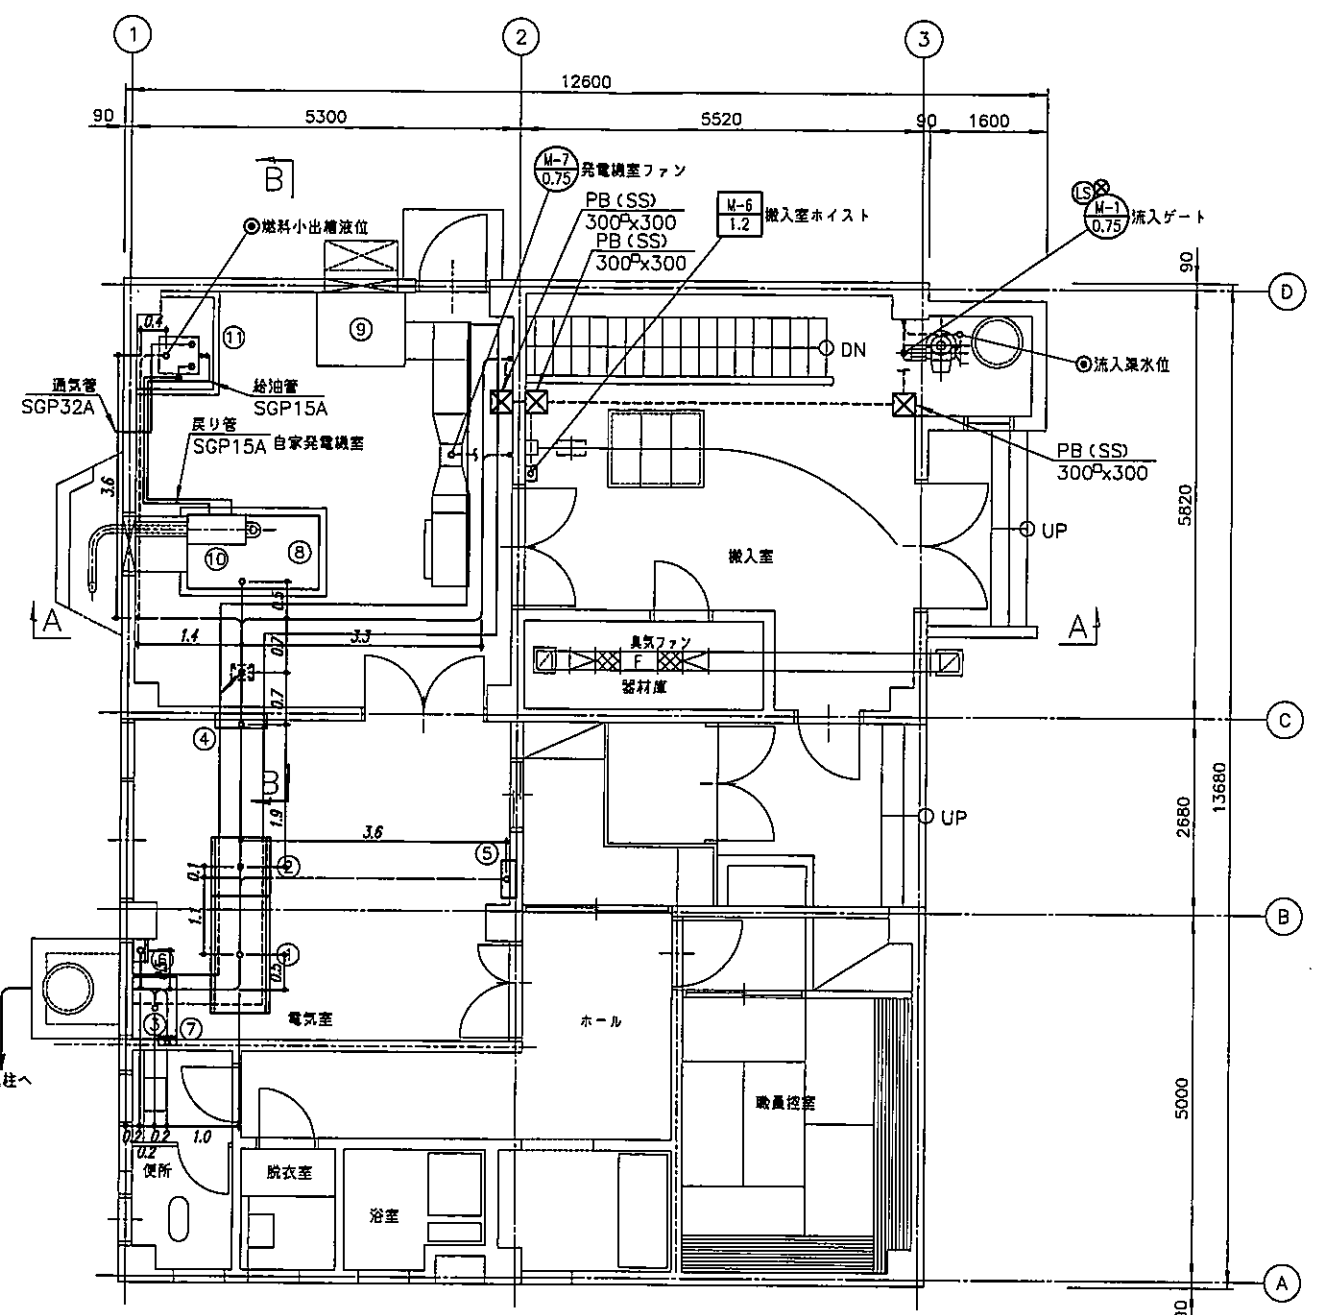 1
2
3
12600
90
5300
5520
90
1600
B
M-7
0.75
発電機室ファン
PB(SS)
300□x300
PB(SS)
300□x300
M-6
1.2
搬入室ホイスト
LS
M-1
0.75
流入ゲート
燃料小出槽液位
90
D
0.4
11
9
DN
流入渠水位
通気管
SGP32A
給油管
SGP15A
戻り管
SGP15A
自家発電機室
PB(SS)
300□x300
3.6
5820
10
8
搬入室
UP
A
A
0.5
1.4
3.3
0.7
臭気ファン
F
器材庫
0.7
C
4
B
1.9
13680
2680
3.6
5
UP
0.1
2
1.1
B
6
1
0.5
3
7
電気室
ホール
柱へ
職員控室
5000
0.2
0.2
1.0
0.2
便所
脱衣室
浴室
A